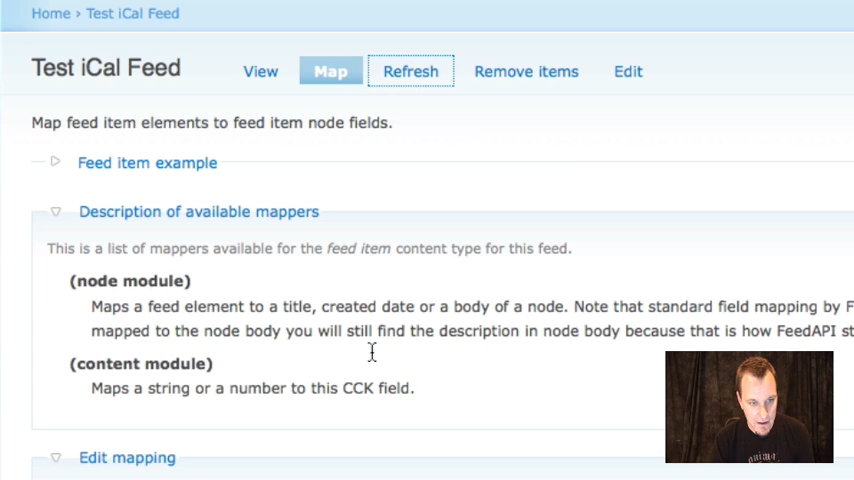 Home › Test iCal Feed
Test iCal Feed
View Map Refresh Remove items Edit
Map feed item elements to feed item node fields.
Feed item example
Description of available mappers
This is a list of mappers available for the feed item content type for this feed.
(node module)
Maps a feed element to a title, created date or a body of a node. Note that standard field mapping by F
mapped to the node body you will still find the description in node body because that is how FeedAPI st
(content module)
Maps a string or a number to this CCK field.
Edit mapping